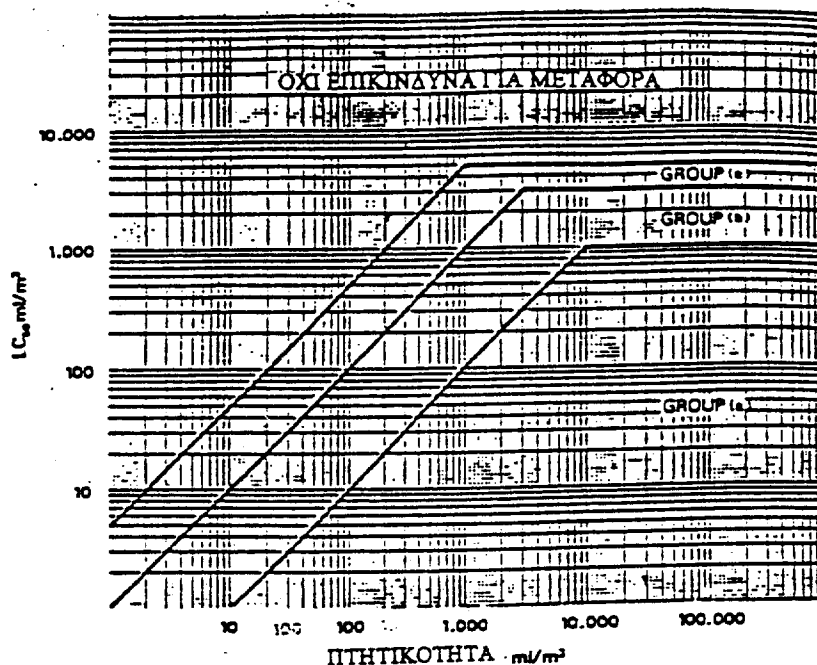 ΟΧΙ ΕΠΙΚΙΝΔΥΝΑ ΓΙΑ ΜΕΤΑΦΟΡΑ
10.000
GROUP (c)
GROUP (b)
1.000
LC₅₀ ml/m³
100
GROUP (a)
10
10 100 1.000 10.000 100.000
ΠΤΗΤΙΚΟΤΗΤΑ ml/m³